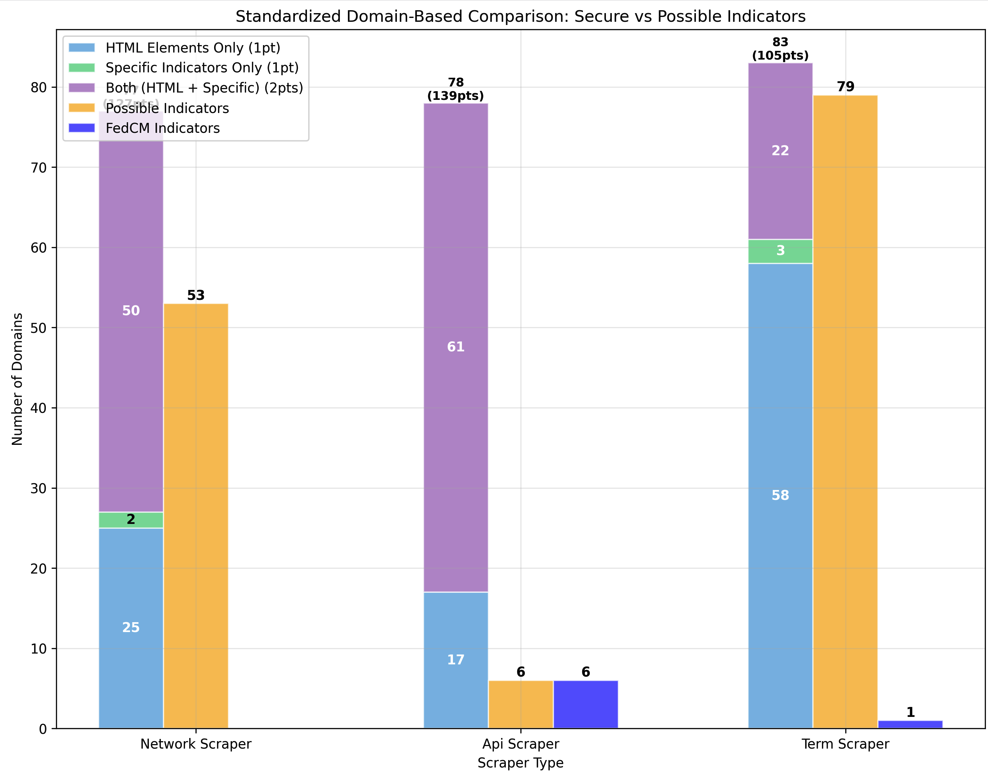 Standardized Domain-Based Comparison: Secure vs Possible Indicators
HTML Elements Only (1pt)
Specific Indicators Only (1pt)
Both (HTML + Specific) (2pts)
Possible Indicators
FedCM Indicators
77
(127pts)
78
(139pts)
83
(105pts)
79
22
3
58
50
53
2
25
61
17
6
6
1
80
70
60
50
40
30
20
10
0
Number of Domains
Network Scraper
Api Scraper
Term Scraper
Scraper Type